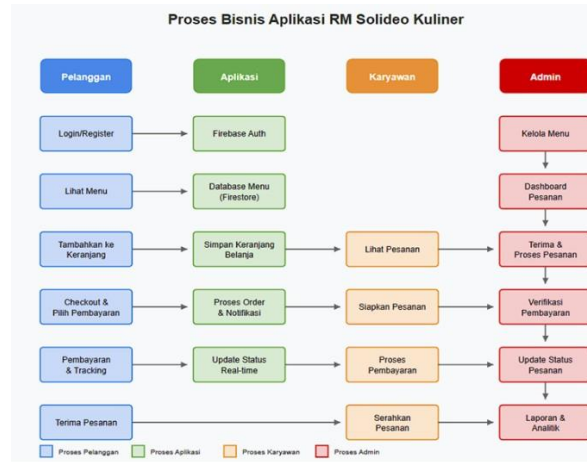 Proses Bisnis Aplikasi RM Solideo Kuliner
Pelanggan
Aplikasi
Karyawan
Admin
Login/Register
Firebase Auth
Kelola Menu
Lihat Menu
Database Menu
(Firestore)
Dashboard
Pesanan
Tambahkan ke
Keranjang
Simpan Keranjang
Belanja
Lihat Pesanan
Terima &
Proses Pesanan
Checkout &
Pilih Pembayaran
Proses Order
& Notifikasi
Siapkan Pesanan
Verifikasi
Pembayaran
Pembayaran
& Tracking
Update Status
Real-time
Proses
Pembayaran
Update Status
Pesanan
Terima Pesanan
Serahkan
Pesanan
Laporan &
Analitik
Proses Pelanggan
Proses Aplikasi
Proses Karyawan
Proses Admin